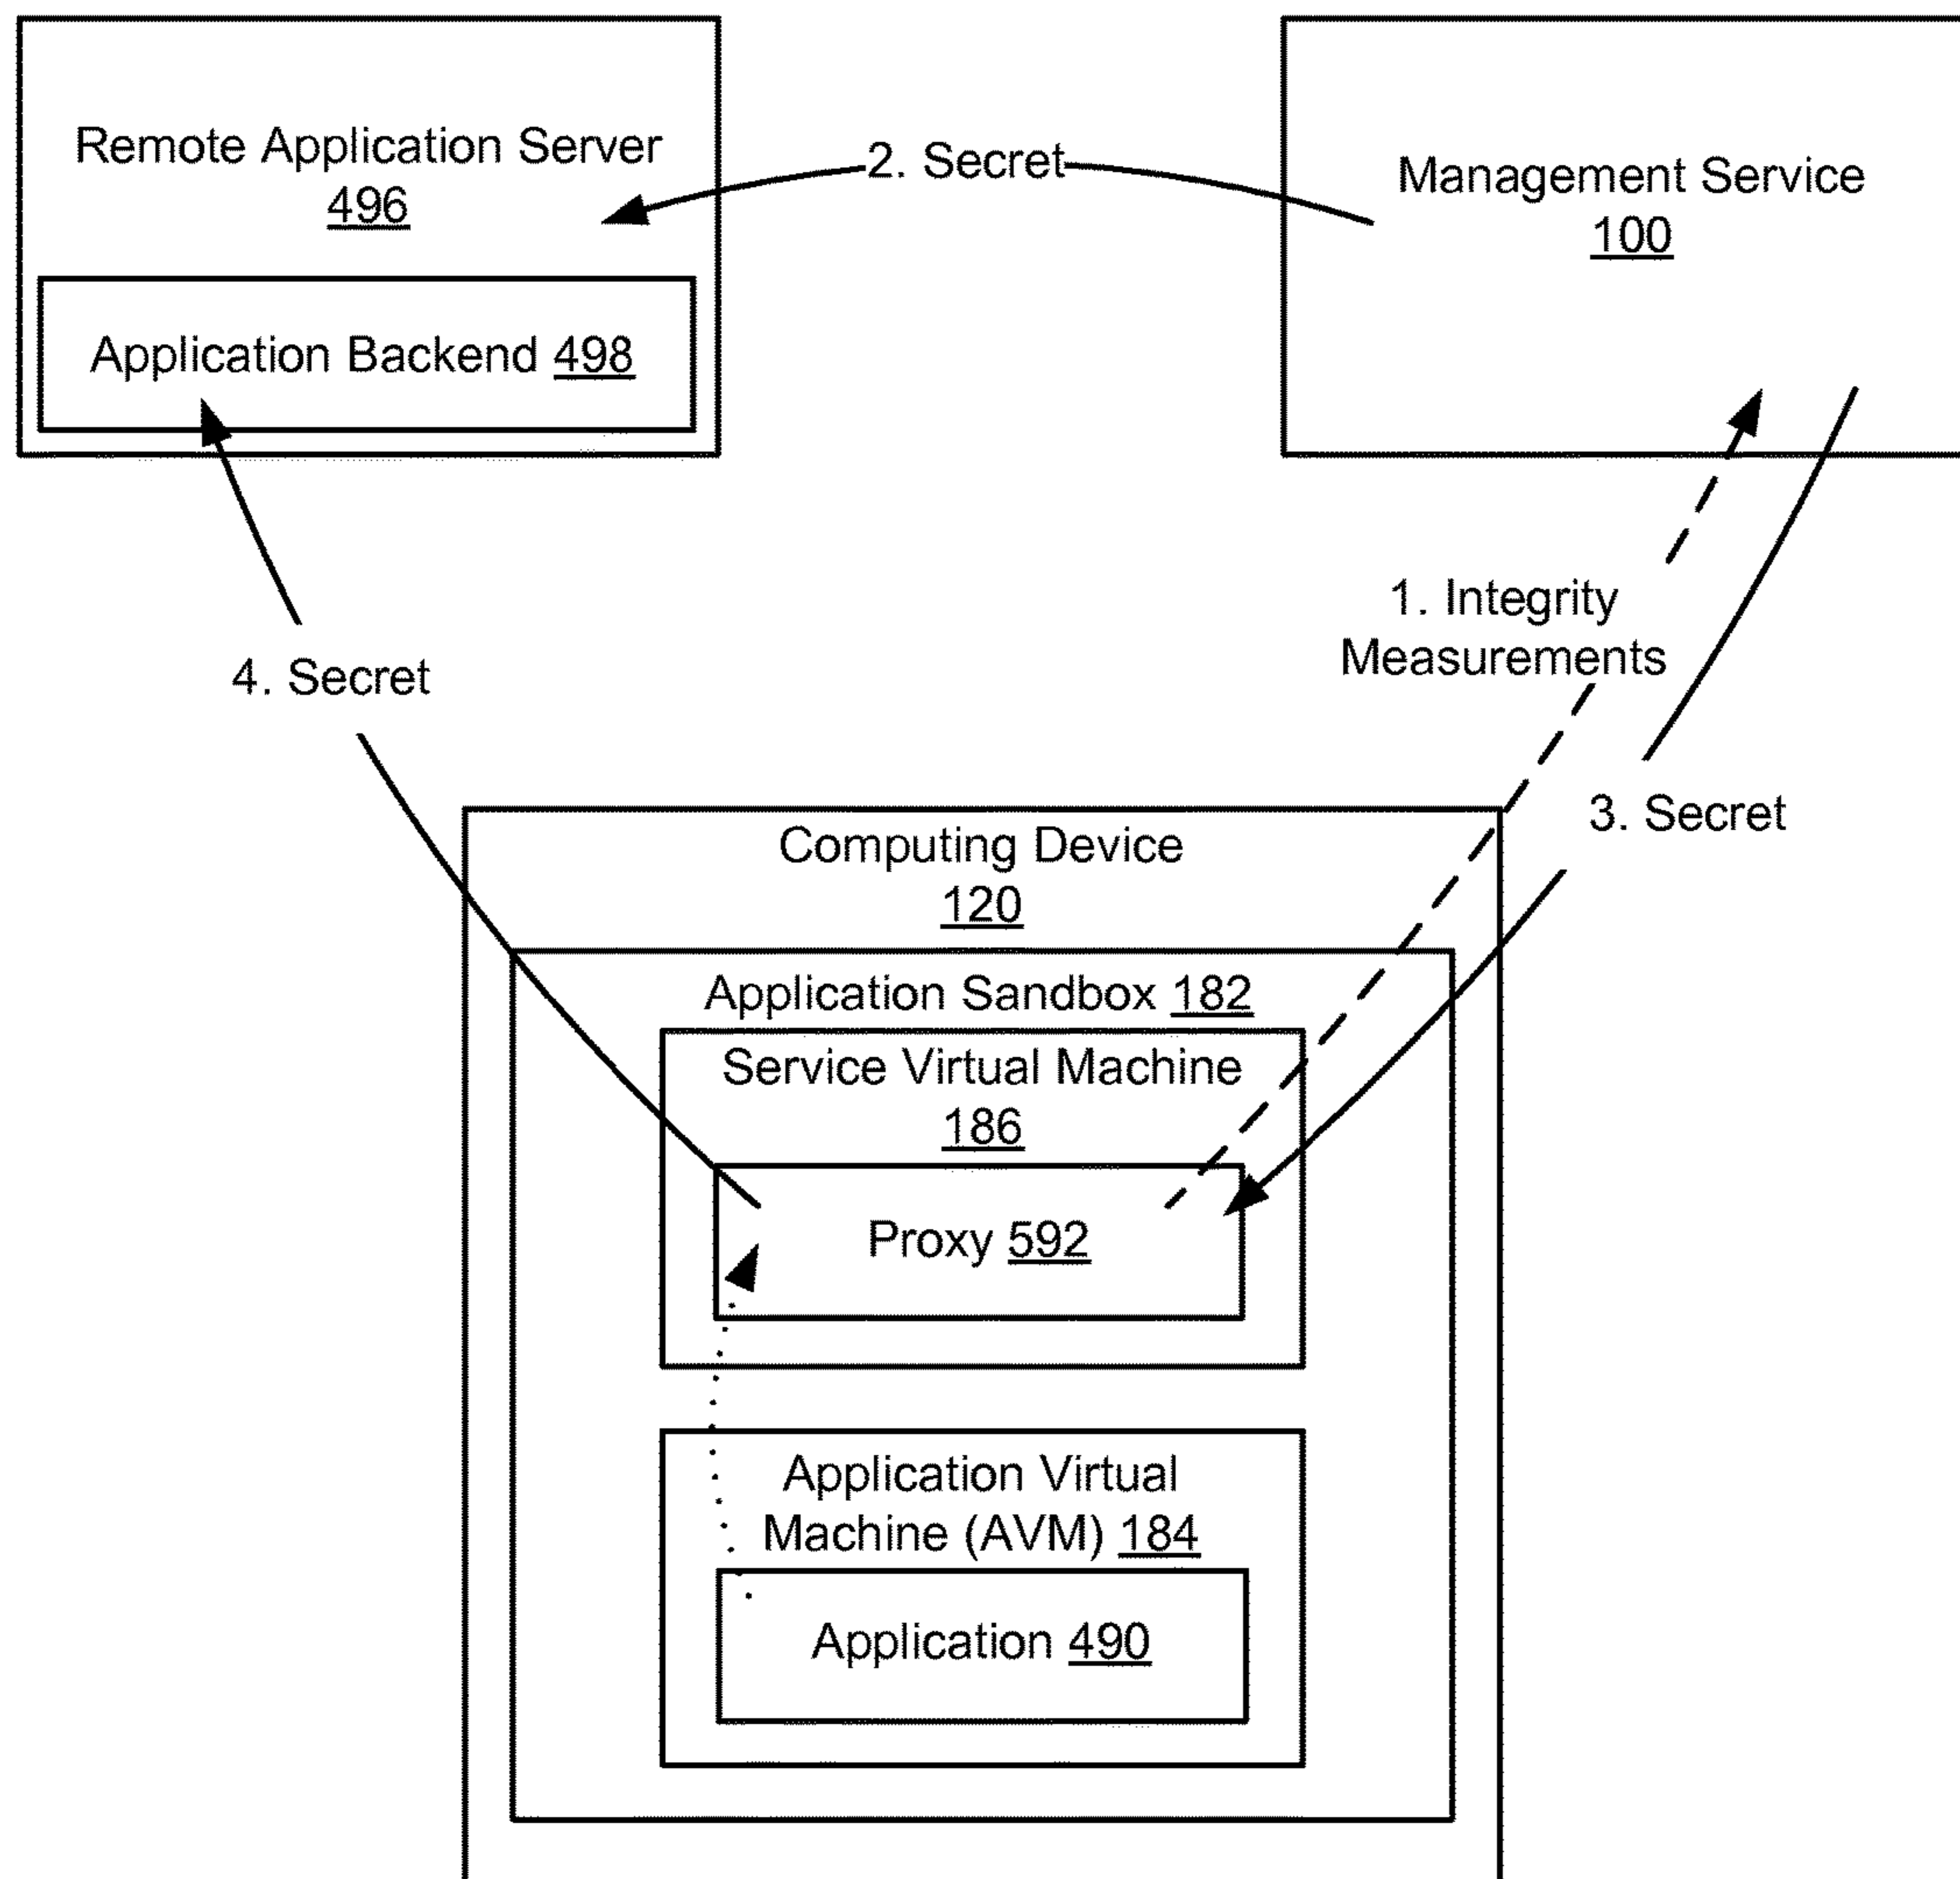 Remote Application Server
496
Application Backend 498
2. Secret
Management Service
100
1. Integrity
Measurements
4. Secret
3. Secret
Computing Device
120
Application Sandbox 182
Service Virtual Machine
186
Proxy 592
Application Virtual
Machine (AVM) 184
Application 490